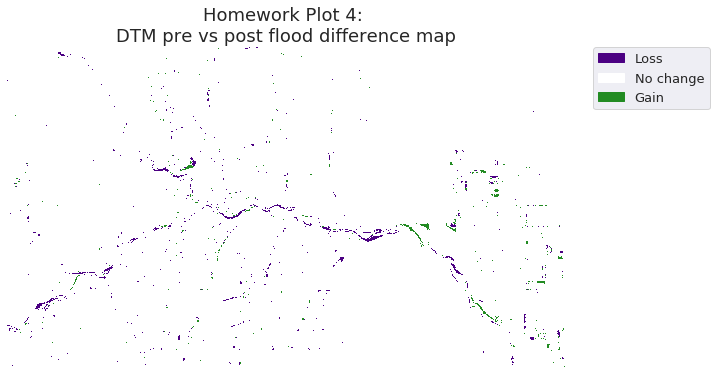 Homework Plot 4:
DTM pre vs post flood difference map
Loss
No change
Gain